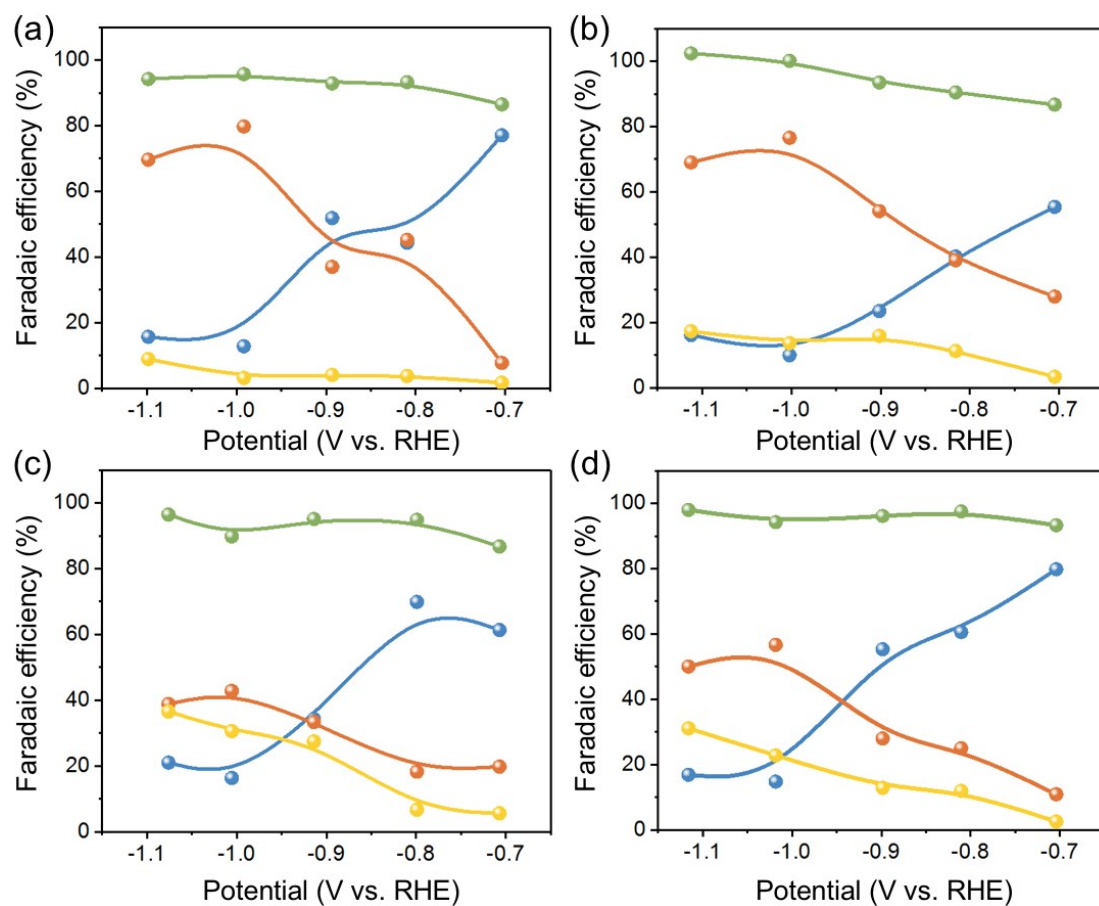 (a)
Faradaic efficiency (%)
100
80
60
40
20
0
-1.1 -1.0 -0.9 -0.8 -0.7
Potential (V vs. RHE)
(b)
Faradaic efficiency (%)
100
80
60
40
20
0
-1.1 -1.0 -0.9 -0.8 -0.7
Potential (V vs. RHE)
(c)
Faradaic efficiency (%)
100
80
60
40
20
0
-1.1 -1.0 -0.9 -0.8 -0.7
Potential (V vs. RHE)
(d)
Faradaic efficiency (%)
100
80
60
40
20
0
-1.1 -1.0 -0.9 -0.8 -0.7
Potential (V vs. RHE)